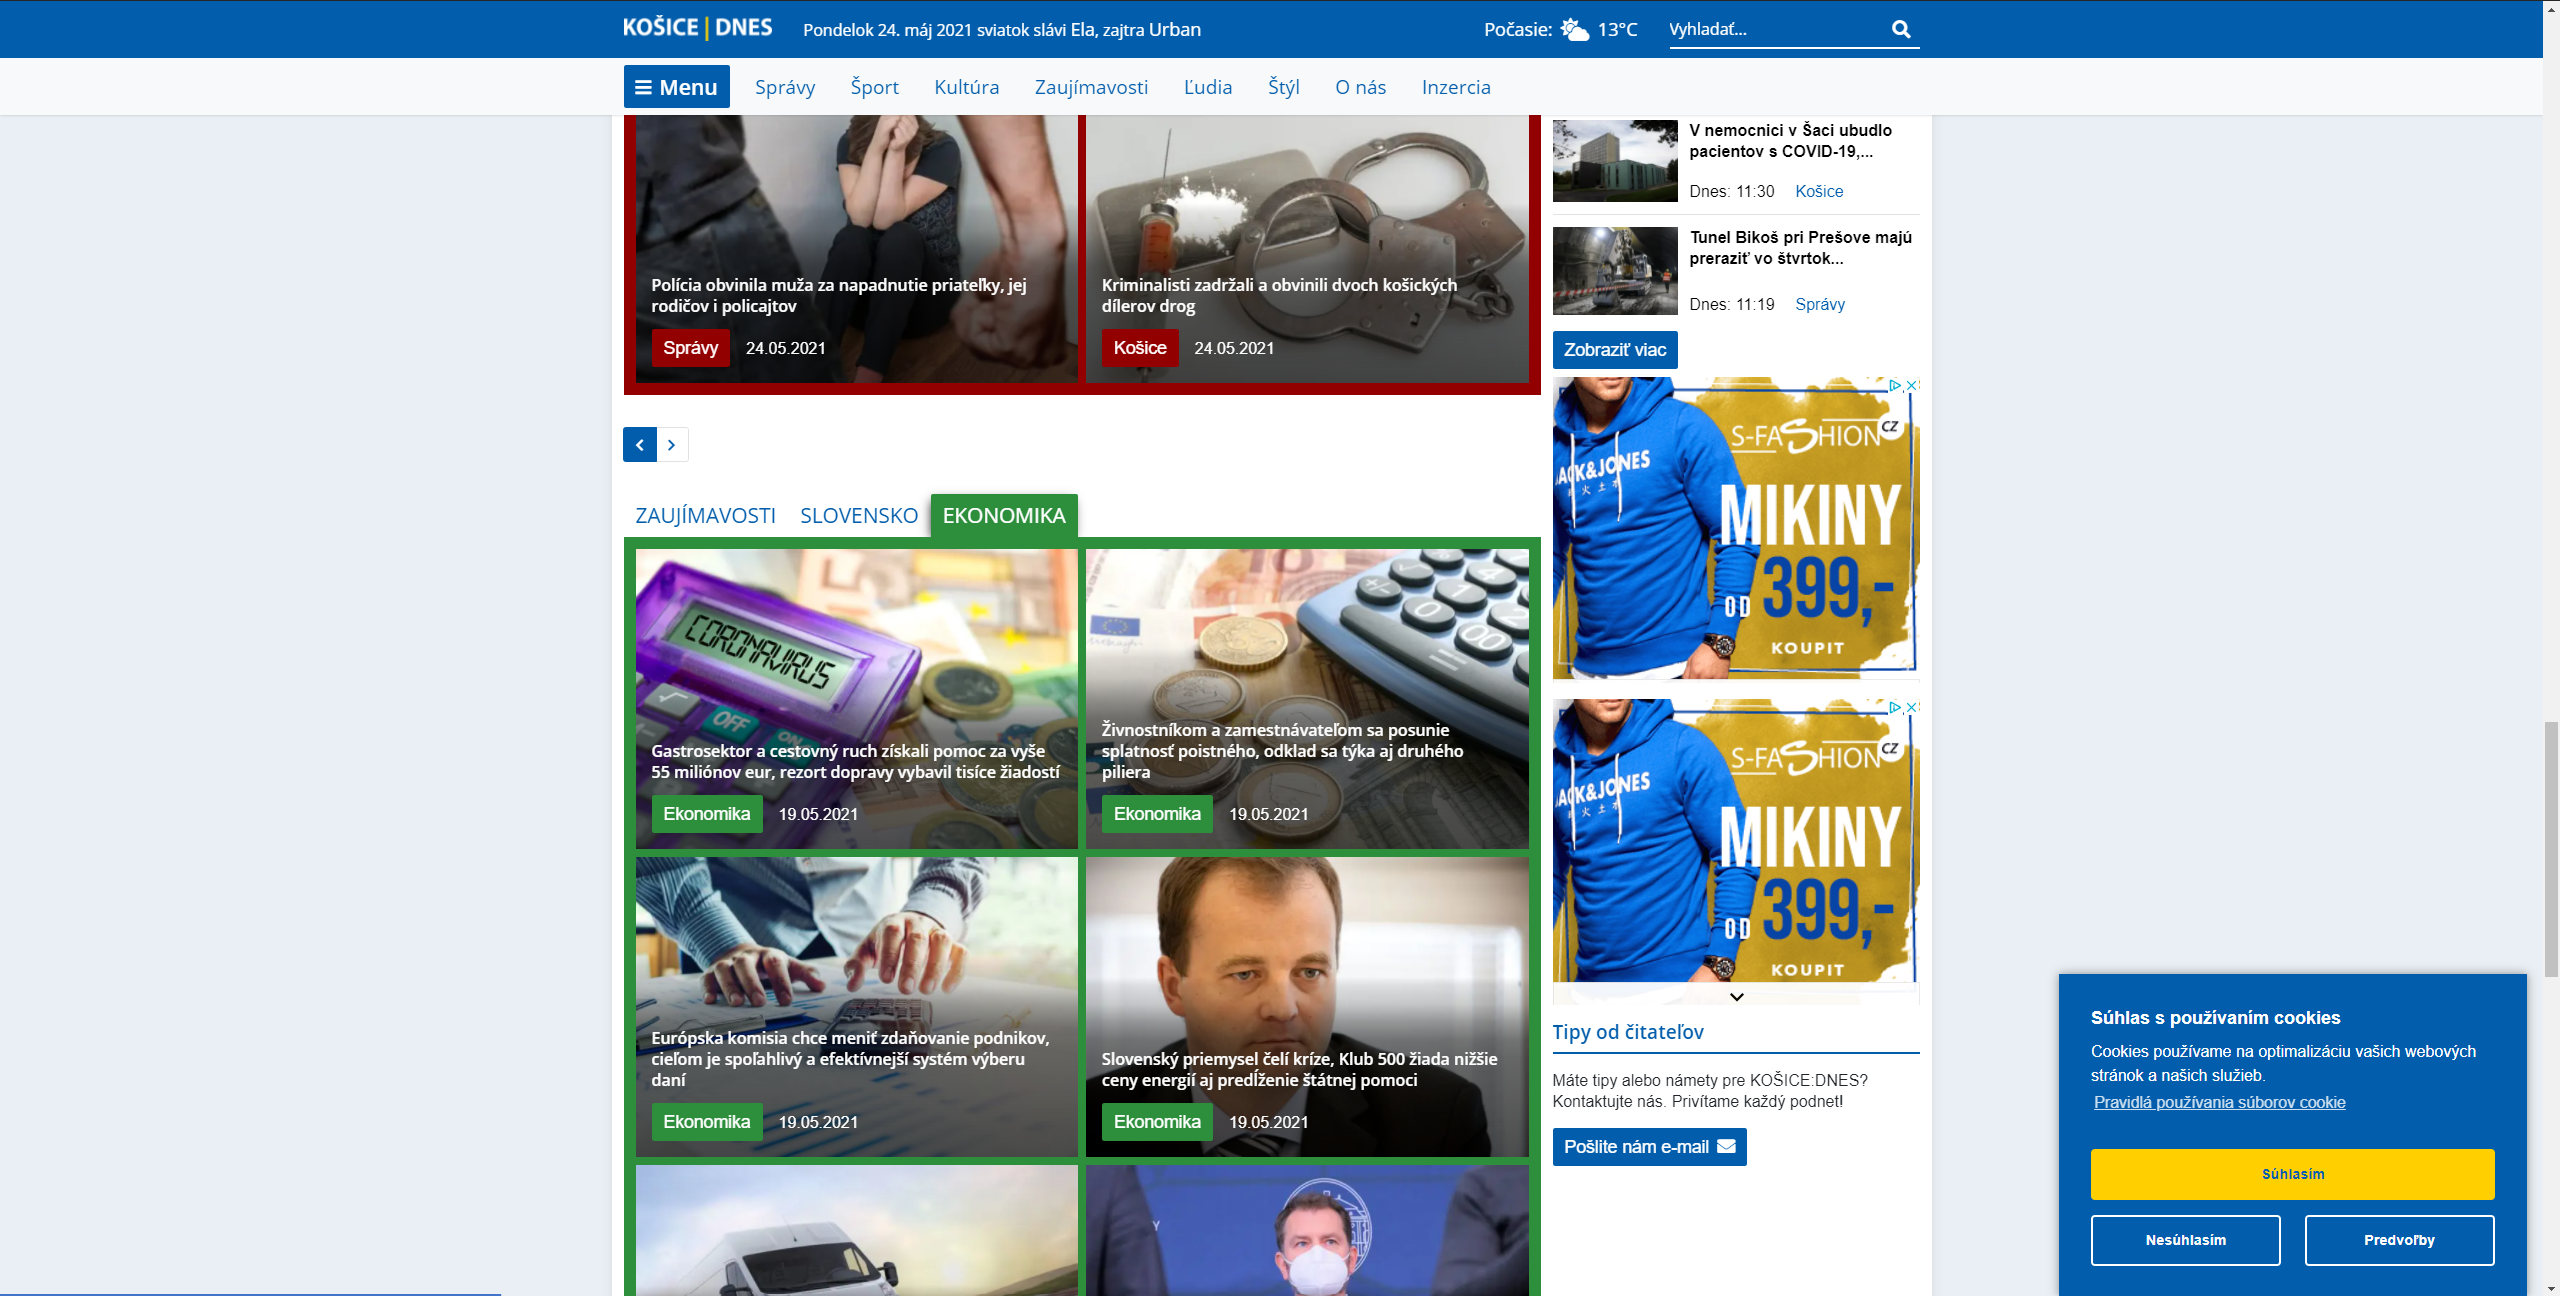 KOŠICE | DNES
Pondelok 24. máj 2021 sviatok slávi Ela, zajtra Urban
Počasie: 13°C
Vyhladať...
Menu
Správy
Šport
Kultúra
Zaujímavosti
Ľudia
Štýl
O nás
Inzercia
Polícia obvinila muža za napadnutie priateľky, jej
rodičov i policajtov
Správy 24.05.2021
Kriminalisti zadržali a obvinili dvoch košických
dílerov drog
Košice 24.05.2021
V nemocnici v Šaci ubudlo
pacientov s COVID-19,...
Dnes: 11:30 Košice
Tunel Bikoš pri Prešove majú
preraziť vo štvrtok...
Dnes: 11:19 Správy
Zobraziť viac
S-FASHION CZ
JACK&JONES
MIKINY
OD 399,-
KOUPIT
ZAUJÍMAVOSTI
SLOVENSKO
EKONOMIKA
CORONAVIRUS
OFF
ON
Gastrosektor a cestovný ruch získali pomoc za vyše
55 miliónov eur, rezort dopravy vybavil tisíce žiadostí
Ekonomika 19.05.2021
Živnostníkom a zamestnávateľom sa posunie
splatnosť poistného, odklad sa týka aj druhého
piliera
Ekonomika 19.05.2021
Európska komisia chce meniť zdaňovanie podnikov,
cieľom je spoľahlivý a efektívnejší systém výberu
daní
Ekonomika 19.05.2021
Slovenský priemysel čelí kríze, Klub 500 žiada nižšie
ceny energií aj predĺženie štátnej pomoci
Ekonomika 19.05.2021
S-FASHION CZ
JACK&JONES
MIKINY
OD 399,-
KOUPIT
Tipy od čitateľov
Máte tipy alebo námety pre KOŠICE:DNES?
Kontaktujte nás. Privítame každý podnet!
Pošlite nám e-mail
Súhlas s používaním cookies
Cookies používame na optimalizáciu vašich webových
stránok a našich služieb.
Pravidlá používania súborov cookie
Súhlasím
Nesúhlasím
Predvoľby